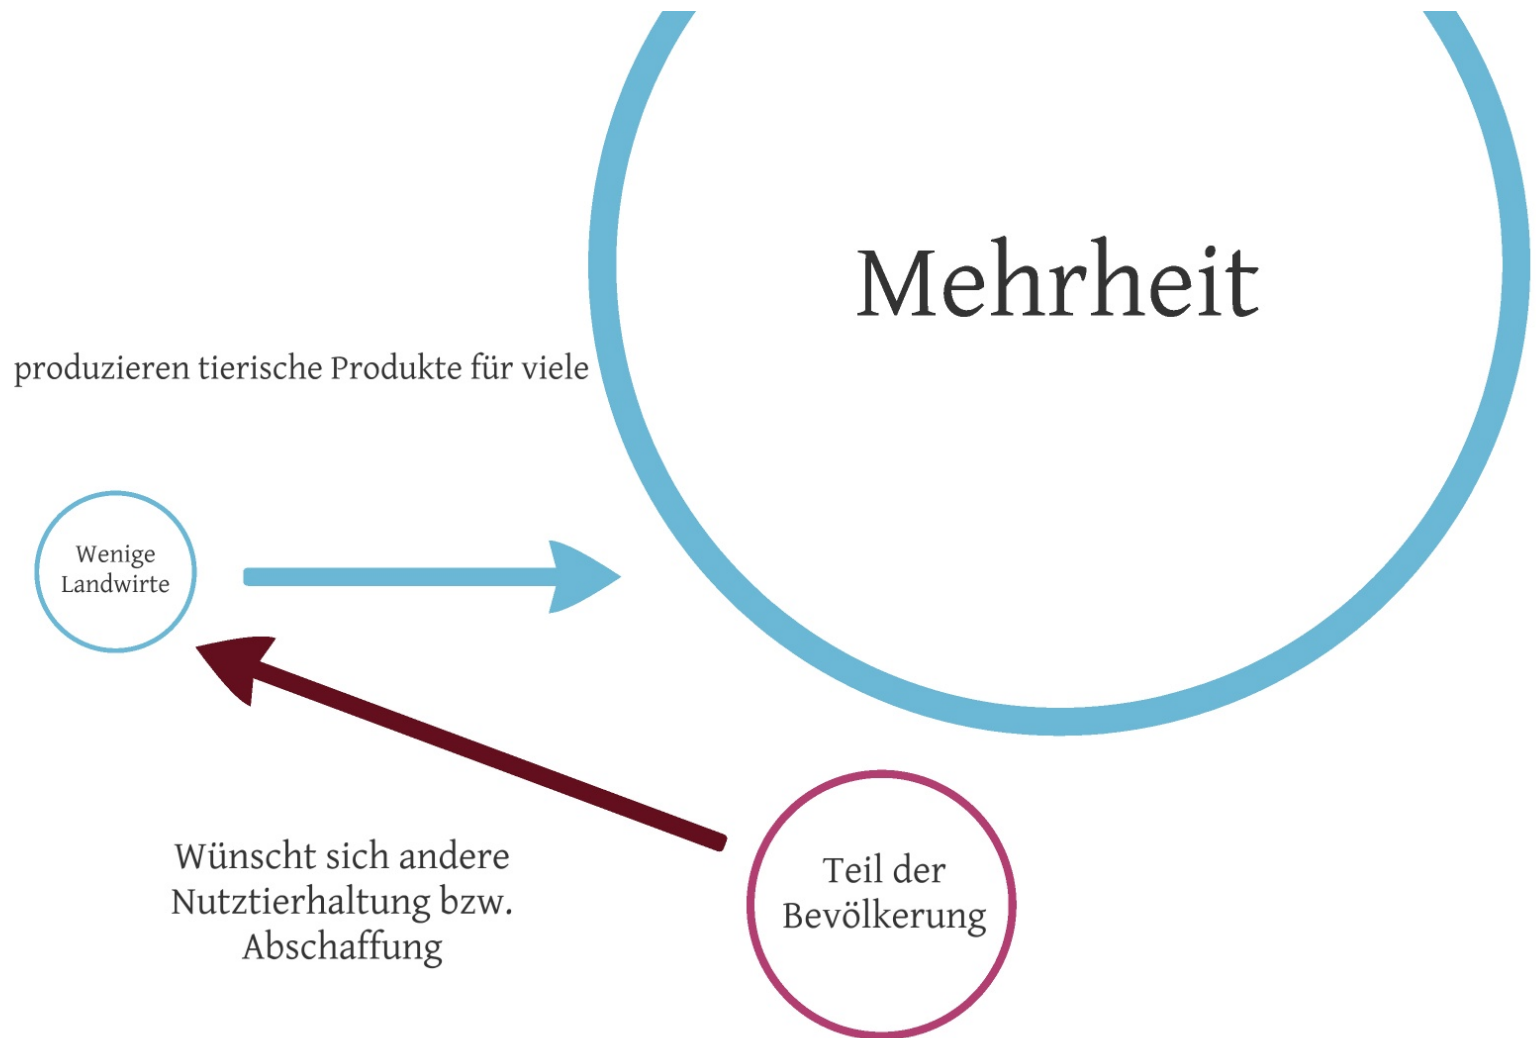 Mehrheit
produzieren tierische Produkte für viele
Wenige
Landwirte
Wünscht sich andere
Nutztierhaltung bzw.
Abschaffung
Teil der
Bevölkerung